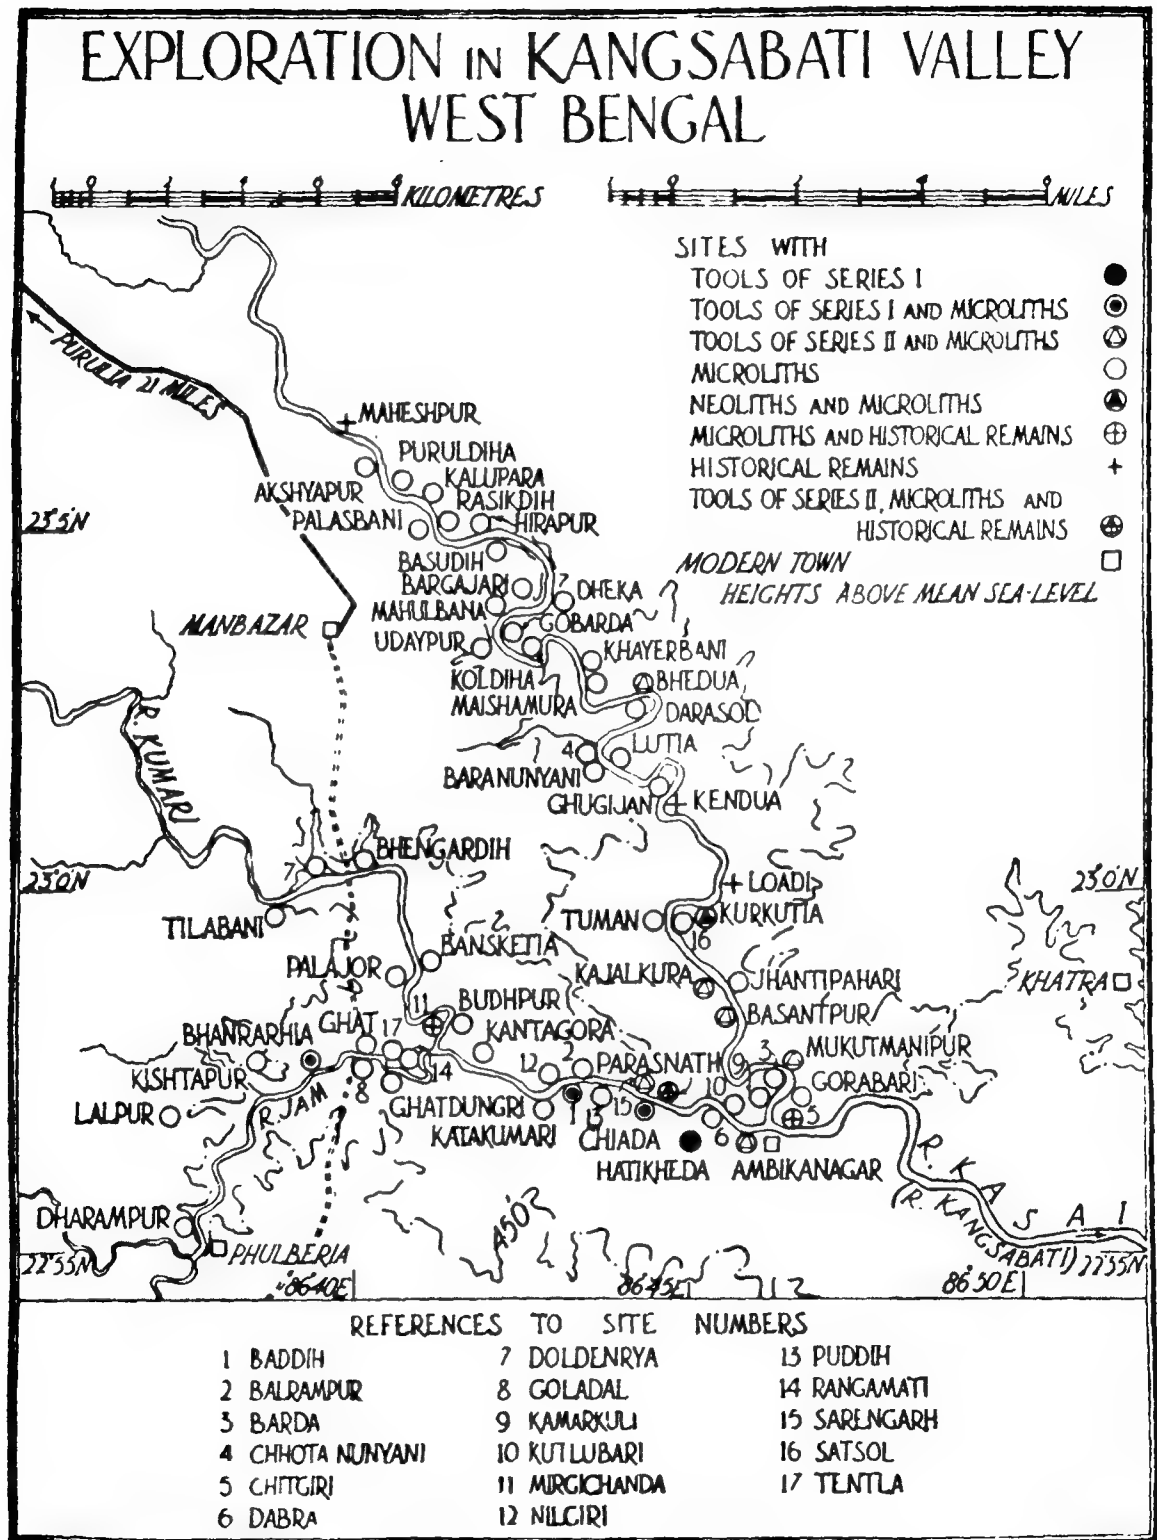 EXPLORATION IN KANGSABATI VALLEY
WEST BENGAL
KILOMETRES
MILES
SITES WITH
TOOLS OF SERIES I
TOOLS OF SERIES I AND MICROLITHS
TOOLS OF SERIES II AND MICROLITHS
MICROLITHS
NEOLITHS AND MICROLITHS
MICROLITHS AND HISTORICAL REMAINS
HISTORICAL REMAINS
TOOLS OF SERIES II, MICROLITHS AND
HISTORICAL REMAINS
MODERN TOWN
HEIGHTS ABOVE MEAN SEA-LEVEL
PURULIA 21 MILES
MAHESHPUR
PURULDIHA
AKSHYAPUR
KALUPARA
RASIKDIH
23°5'N
PALASBANI
HIRAPUR
BASUDIH
BARGAJARI
DHEKA
MAHULBANA
MANBAZAR
GOBARDA
UDAYPUR
KHAYERBANI
KOLDIHA
BHEDUA
MAISHAMURA
DARASOL
R. KUMARI
LUTIA
4
BARANUNYANI
GHUGIJAN
KENDUA
BHENGARDIH
7
23°0'N
LOADI
23°0'N
TILABANI
TUMAN
KURKUTIA
16
BANSKETIA
PALAJOR
KAJALKURA
JHANTIPAHARI
KHATRA
11
BUDHPUR
BASANTPUR
BHANRARHIA
GHAT
17
KANTAGORA
MUKUTMANIPUR
KISHTAPUR
14
12
2
PARASNATH
9
3
GORABARI
8
10
LALPUR
R. JAM
GHATDUNGRI
1
13
15
5
KATAKUMARI
CHIADA
6
HATIKHEDA
AMBIKANAGAR
R. KASAI
(R. KANGSABATI)
DHARAMPUR
450
PHULBERIA
22°55'N
22°55'N
86°40'E
86°45'E
86°50'E
REFERENCES TO SITE NUMBERS
1 BADDIH
2 BALRAMPUR
3 BARDA
4 CHHOTA NUNYANI
5 CHITGIRI
6 DABRA
7 DOLDENRYA
8 GOLADAL
9 KAMARKULI
10 KUTLUBARI
11 MIRGICHANDA
12 NILGIRI
13 PUDDIH
14 RANGAMATI
15 SARENGARH
16 SATSOL
17 TENTLA